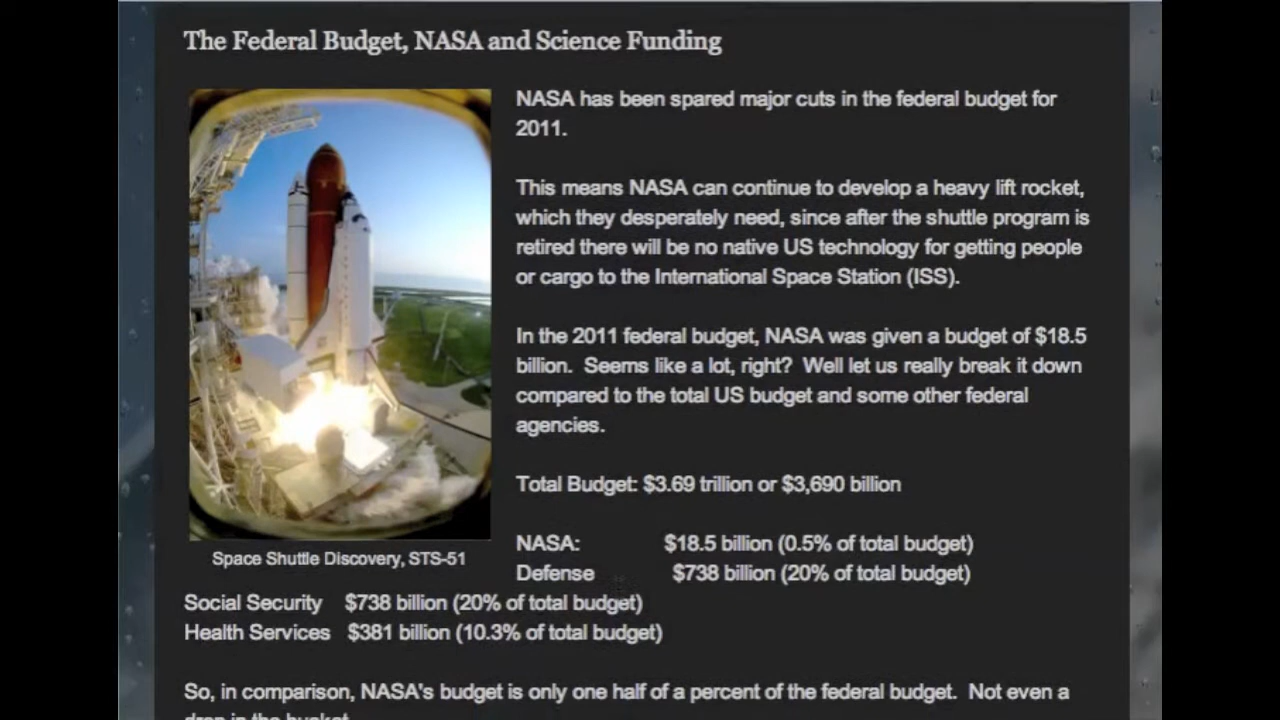 The Federal Budget, NASA and Science Funding
NASA has been spared major cuts in the federal budget for
2011.
This means NASA can continue to develop a heavy lift rocket,
which they desperately need, since after the shuttle program is
retired there will be no native US technology for getting people
or cargo to the International Space Station (ISS).
In the 2011 federal budget, NASA was given a budget of $18.5
billion. Seems like a lot, right? Well let us really break it down
compared to the total US budget and some other federal
agencies.
Total Budget: $3.69 trillion or $3,690 billion
NASA: $18.5 billion (0.5% of total budget)
Space Shuttle Discovery, STS-51
Defense $738 billion (20% of total budget)
Social Security $738 billion (20% of total budget)
Health Services $381 billion (10.3% of total budget)
So, in comparison, NASA's budget is only one half of a percent of the federal budget. Not even a
drop in the bucket